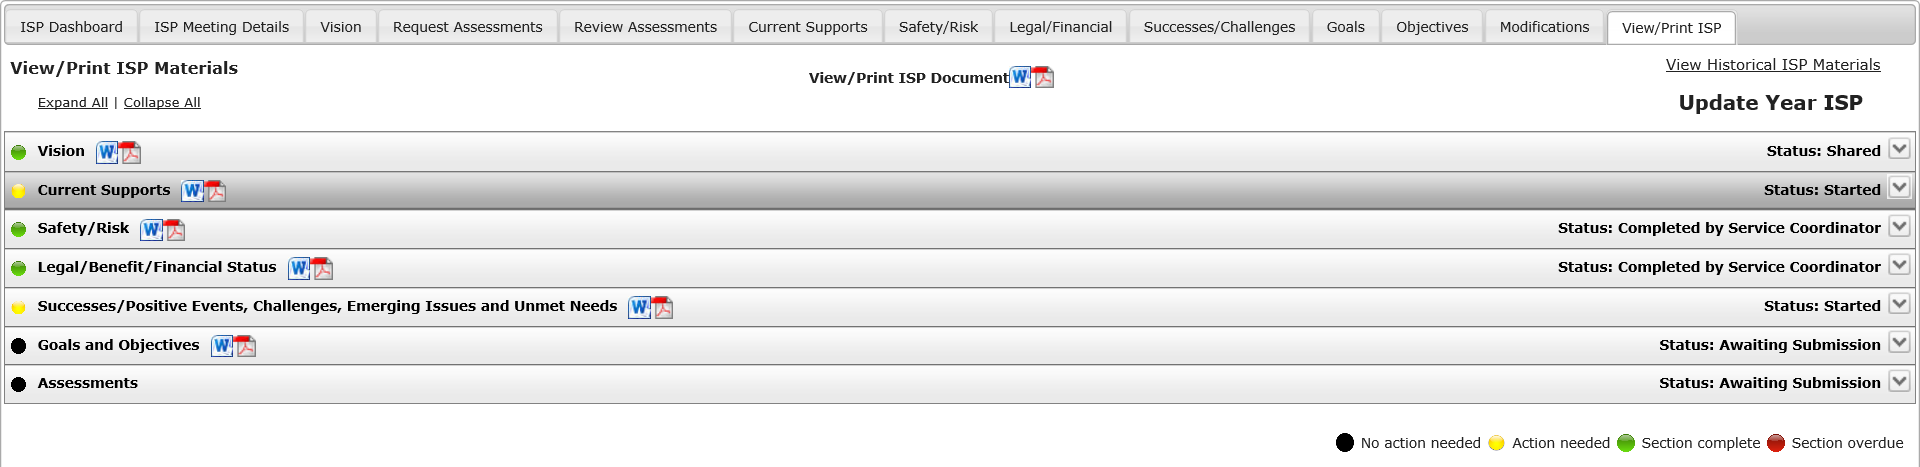 ISP Dashboard ISP Meeting Details Vision Request Assessments Review Assessments Current Supports Safety/Risk Legal/Financial Successes/Challenges Goals Objectives Modifications View/Print ISP
View/Print ISP Materials View/Print ISP Document View Historical ISP Materials
Expand All | Collapse All Update Year ISP
Vision Status: Shared
Current Supports Status: Started
Safety/Risk Status: Completed by Service Coordinator
Legal/Benefit/Financial Status Status: Completed by Service Coordinator
Successes/Positive Events, Challenges, Emerging Issues and Unmet Needs Status: Started
Goals and Objectives Status: Awaiting Submission
Assessments Status: Awaiting Submission
No action needed Action needed Section complete Section overdue